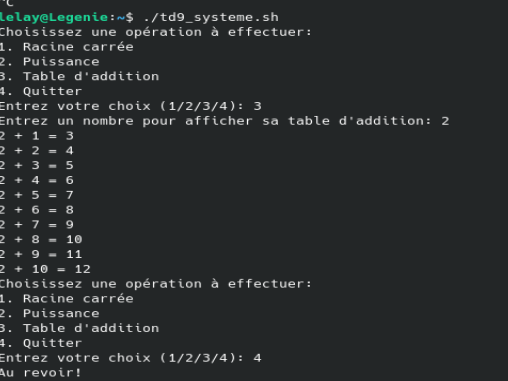 ^C
lelay@Legenie:~$ ./td9_systeme.sh
Choisissez une opération à effectuer:
1. Racine carrée
2. Puissance
3. Table d'addition
4. Quitter
Entrez votre choix (1/2/3/4): 3
Entrez un nombre pour afficher sa table d'addition: 2
2 + 1 = 3
2 + 2 = 4
2 + 3 = 5
2 + 4 = 6
2 + 5 = 7
2 + 6 = 8
2 + 7 = 9
2 + 8 = 10
2 + 9 = 11
2 + 10 = 12
Choisissez une opération à effectuer:
1. Racine carrée
2. Puissance
3. Table d'addition
4. Quitter
Entrez votre choix (1/2/3/4): 4
Au revoir!